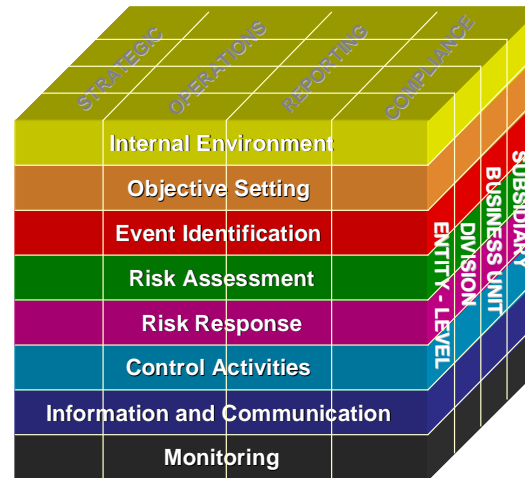 STRATEGIC
OPERATIONS
REPORTING
COMPLIANCE
Internal Environment
Objective Setting
Event Identification
Risk Assessment
Risk Response
Control Activities
Information and Communication
Monitoring
ENTITY - LEVEL
DIVISION
BUSINESS UNIT
SUBSIDIARY